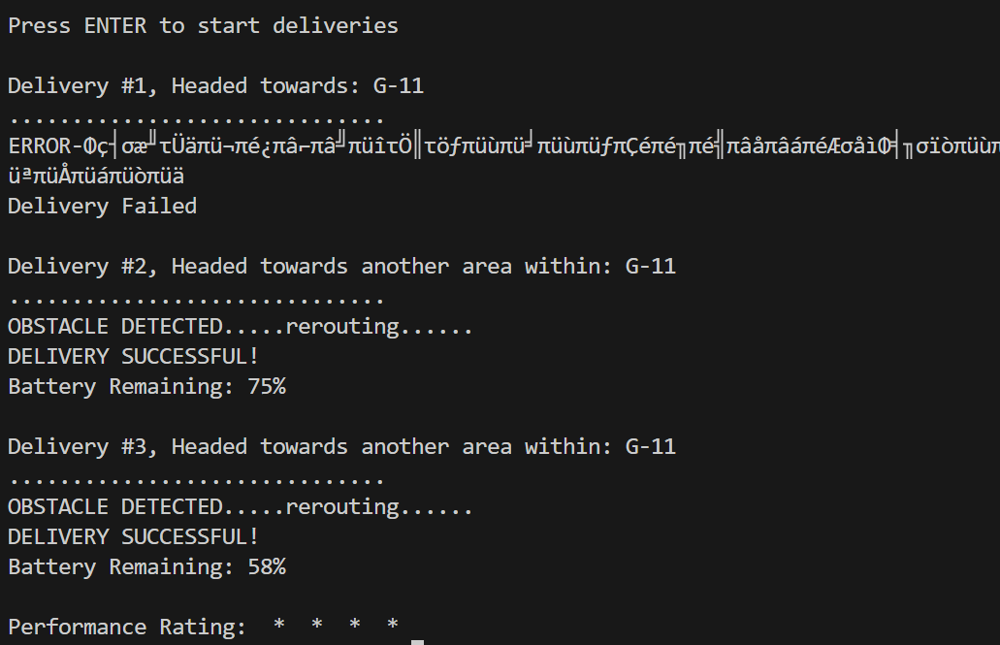 Press ENTER to start deliveries
Delivery #1, Headed towards: G-11
..............................
ERROR-Φç┤σæ╜τÜäπü¬πé¿πâ⌐πâ╝πüîτÖ║τöƒπüùπü╛πüùπüƒπÇéπé╖πé╣πâåπâáπéÆσåìΦ╡╖σïòπüùπ
üªπüÅπüáπüòπüä
Delivery Failed
Delivery #2, Headed towards another area within: G-11
..............................
OBSTACLE DETECTED.....rerouting......
DELIVERY SUCCESSFUL!
Battery Remaining: 75%
Delivery #3, Headed towards another area within: G-11
..............................
OBSTACLE DETECTED.....rerouting......
DELIVERY SUCCESSFUL!
Battery Remaining: 58%
Performance Rating:  *  *  *  *